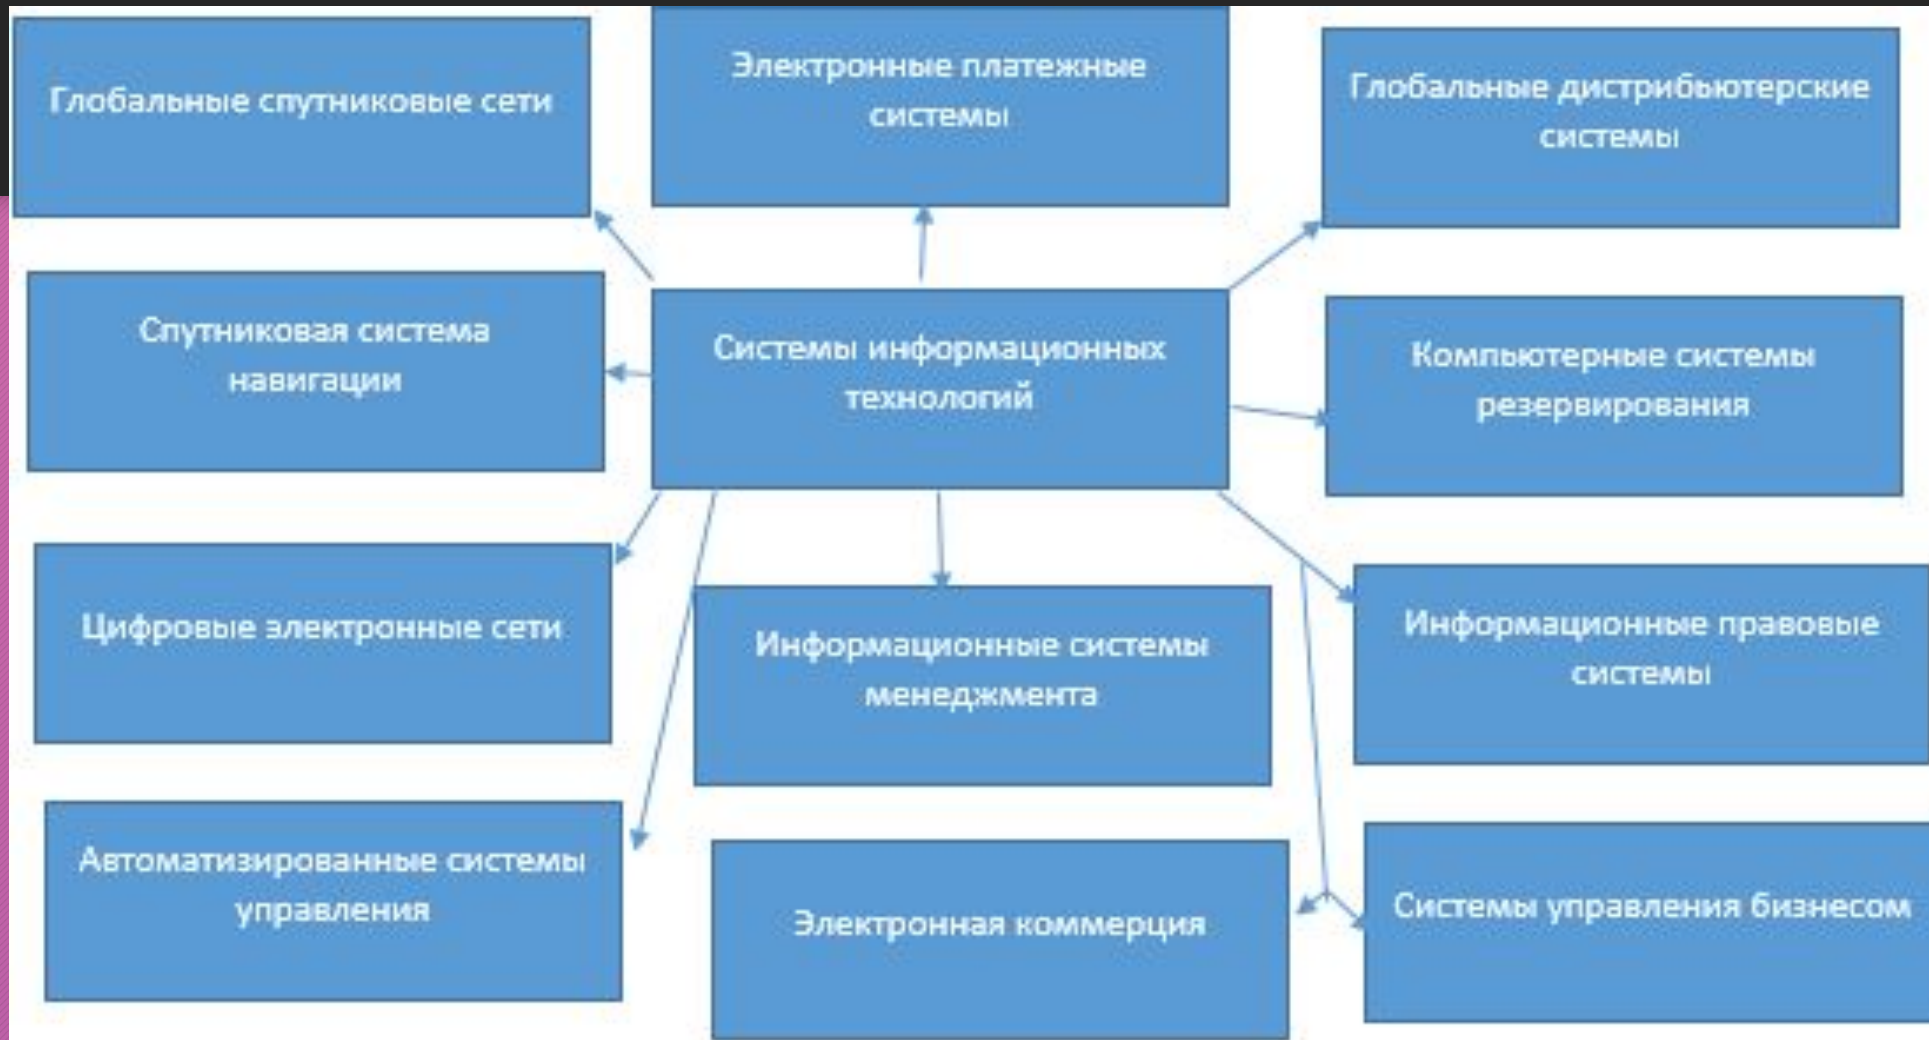 Глобальные спутниковые сети
Электронные платежные
системы
Глобальные дистрибьютерские
системы
Спутниковая система
навигации
Системы информационных
технологий
Компьютерные системы
резервирования
Цифровые электронные сети
Информационные системы
менеджмента
Информационные правовые
системы
Автоматизированные системы
управления
Электронная коммерция
Системы управления бизнесом